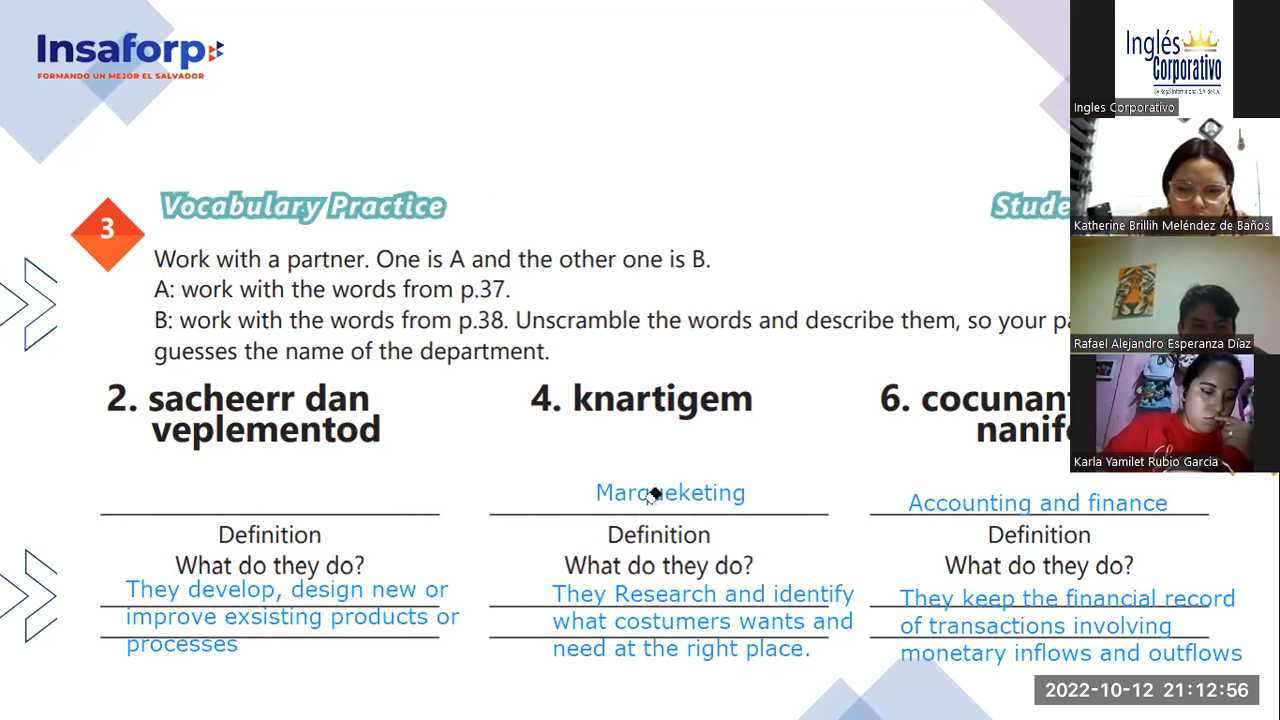 Insaforp
FORMANDO UN MEJOR EL SALVADOR
Inglés
Corporativo
Ingles Corporativo
Katherine Brillih Meléndez de Baños
Rafael Alejandro Esperanza Díaz
Karla Yamilet Rubio Garcia
3
Vocabulary Practice
Work with a partner. One is A and the other one is B.
A: work with the words from p.37.
B: work with the words from p.38. Unscramble the words and describe them, so your
guesses the name of the department.
2. sacheerr dan
veplementod
4. knartigem
6.
Marqueketing
Accounting and finance
Definition
What do they do?
Definition
What do they do?
Definition
What do they do?
They develop, design new or
improve exsisting products or
processes
They Research and identify
what costumers wants and
need at the right place.
They keep the financial record
of transactions involving
monetary inflows and outflows
2022-10-12 21:12:56